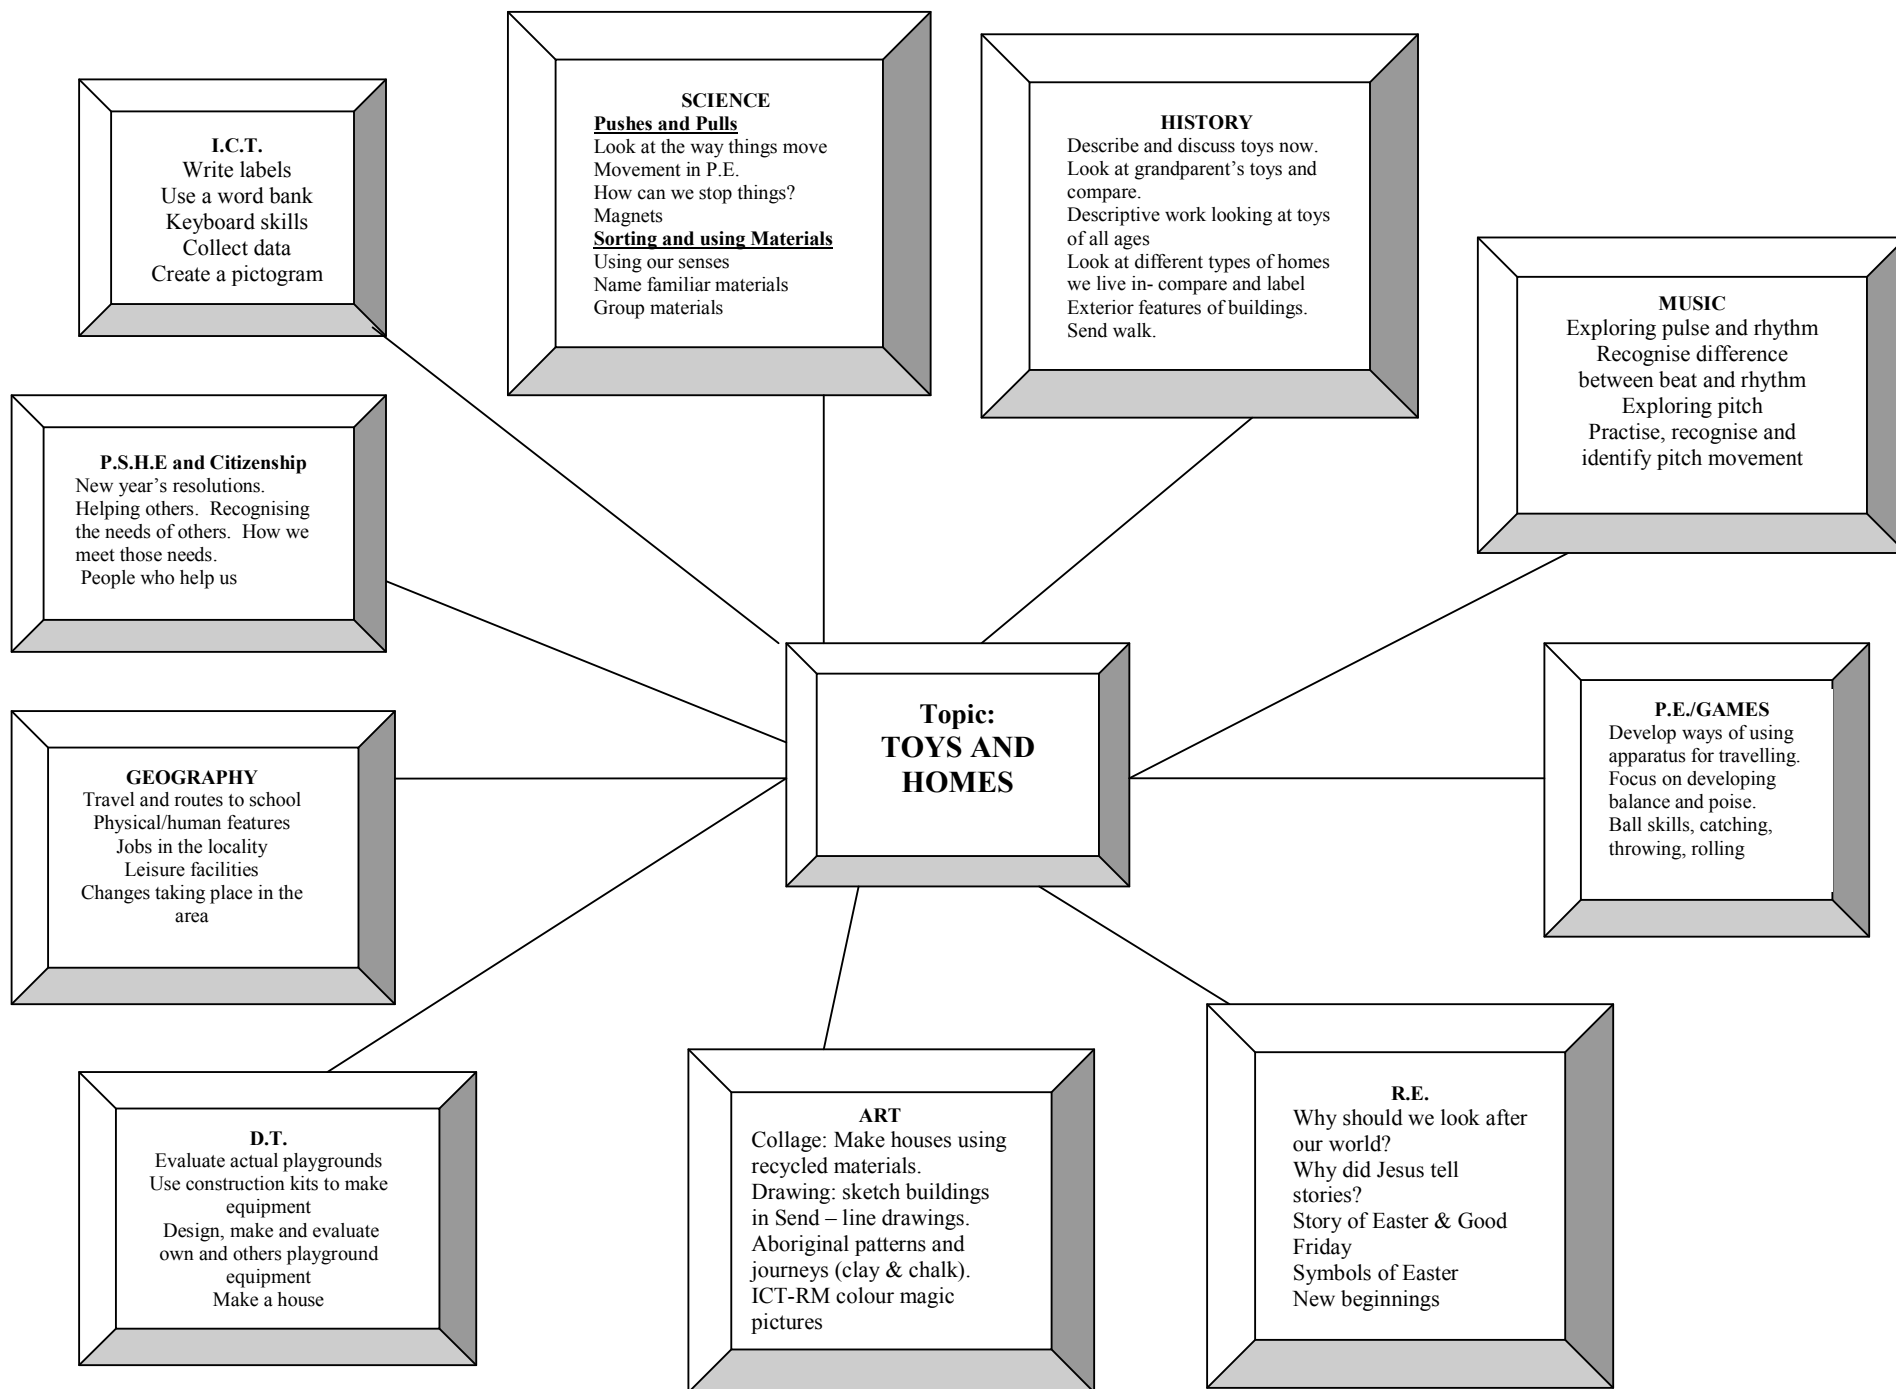 I.C.T.
Write labels
Use a word bank
Keyboard skills
Collect data
Create a pictogram
SCIENCE
Pushes and Pulls
Look at the way things move
Movement in P.E.
How can we stop things?
Magnets
Sorting and using Materials
Using our senses
Name familiar materials
Group materials
HISTORY
Describe and discuss toys now.
Look at grandparent’s toys and
compare.
Descriptive work looking at toys
of all ages
Look at different types of homes
we live in- compare and label
Exterior features of buildings.
Send walk.
MUSIC
Exploring pulse and rhythm
Recognise difference
between beat and rhythm
Exploring pitch
Practise, recognise and
identify pitch movement
P.S.H.E and Citizenship
New year’s resolutions.
Helping others.  Recognising
the needs of others.  How we
meet those needs.
People who help us
Topic:
TOYS AND
HOMES
P.E./GAMES
Develop ways of using
apparatus for travelling.
Focus on developing
balance and poise.
Ball skills, catching,
throwing, rolling
GEOGRAPHY
Travel and routes to school
Physical/human features
Jobs in the locality
Leisure facilities
Changes taking place in the
area
D.T.
Evaluate actual playgrounds
Use construction kits to make
equipment
Design, make and evaluate
own and others playground
equipment
Make a house
ART
Collage: Make houses using
recycled materials.
Drawing: sketch buildings
in Send – line drawings.
Aboriginal patterns and
journeys (clay & chalk).
ICT-RM colour magic
pictures
R.E.
Why should we look after
our world?
Why did Jesus tell
stories?
Story of Easter & Good
Friday
Symbols of Easter
New beginnings